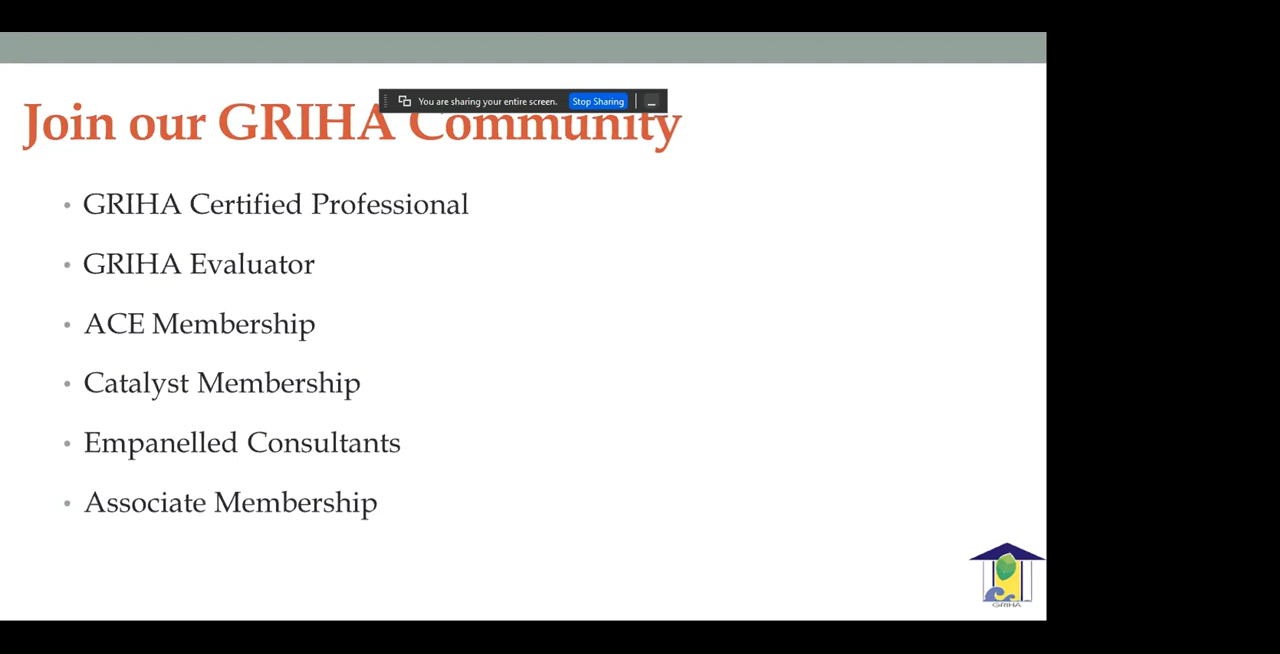 You are sharing your entire screen. Stop Sharing
Join our GRIHA Community
GRIHA Certified Professional
GRIHA Evaluator
ACE Membership
Catalyst Membership
Empanelled Consultants
Associate Membership
GRIHA